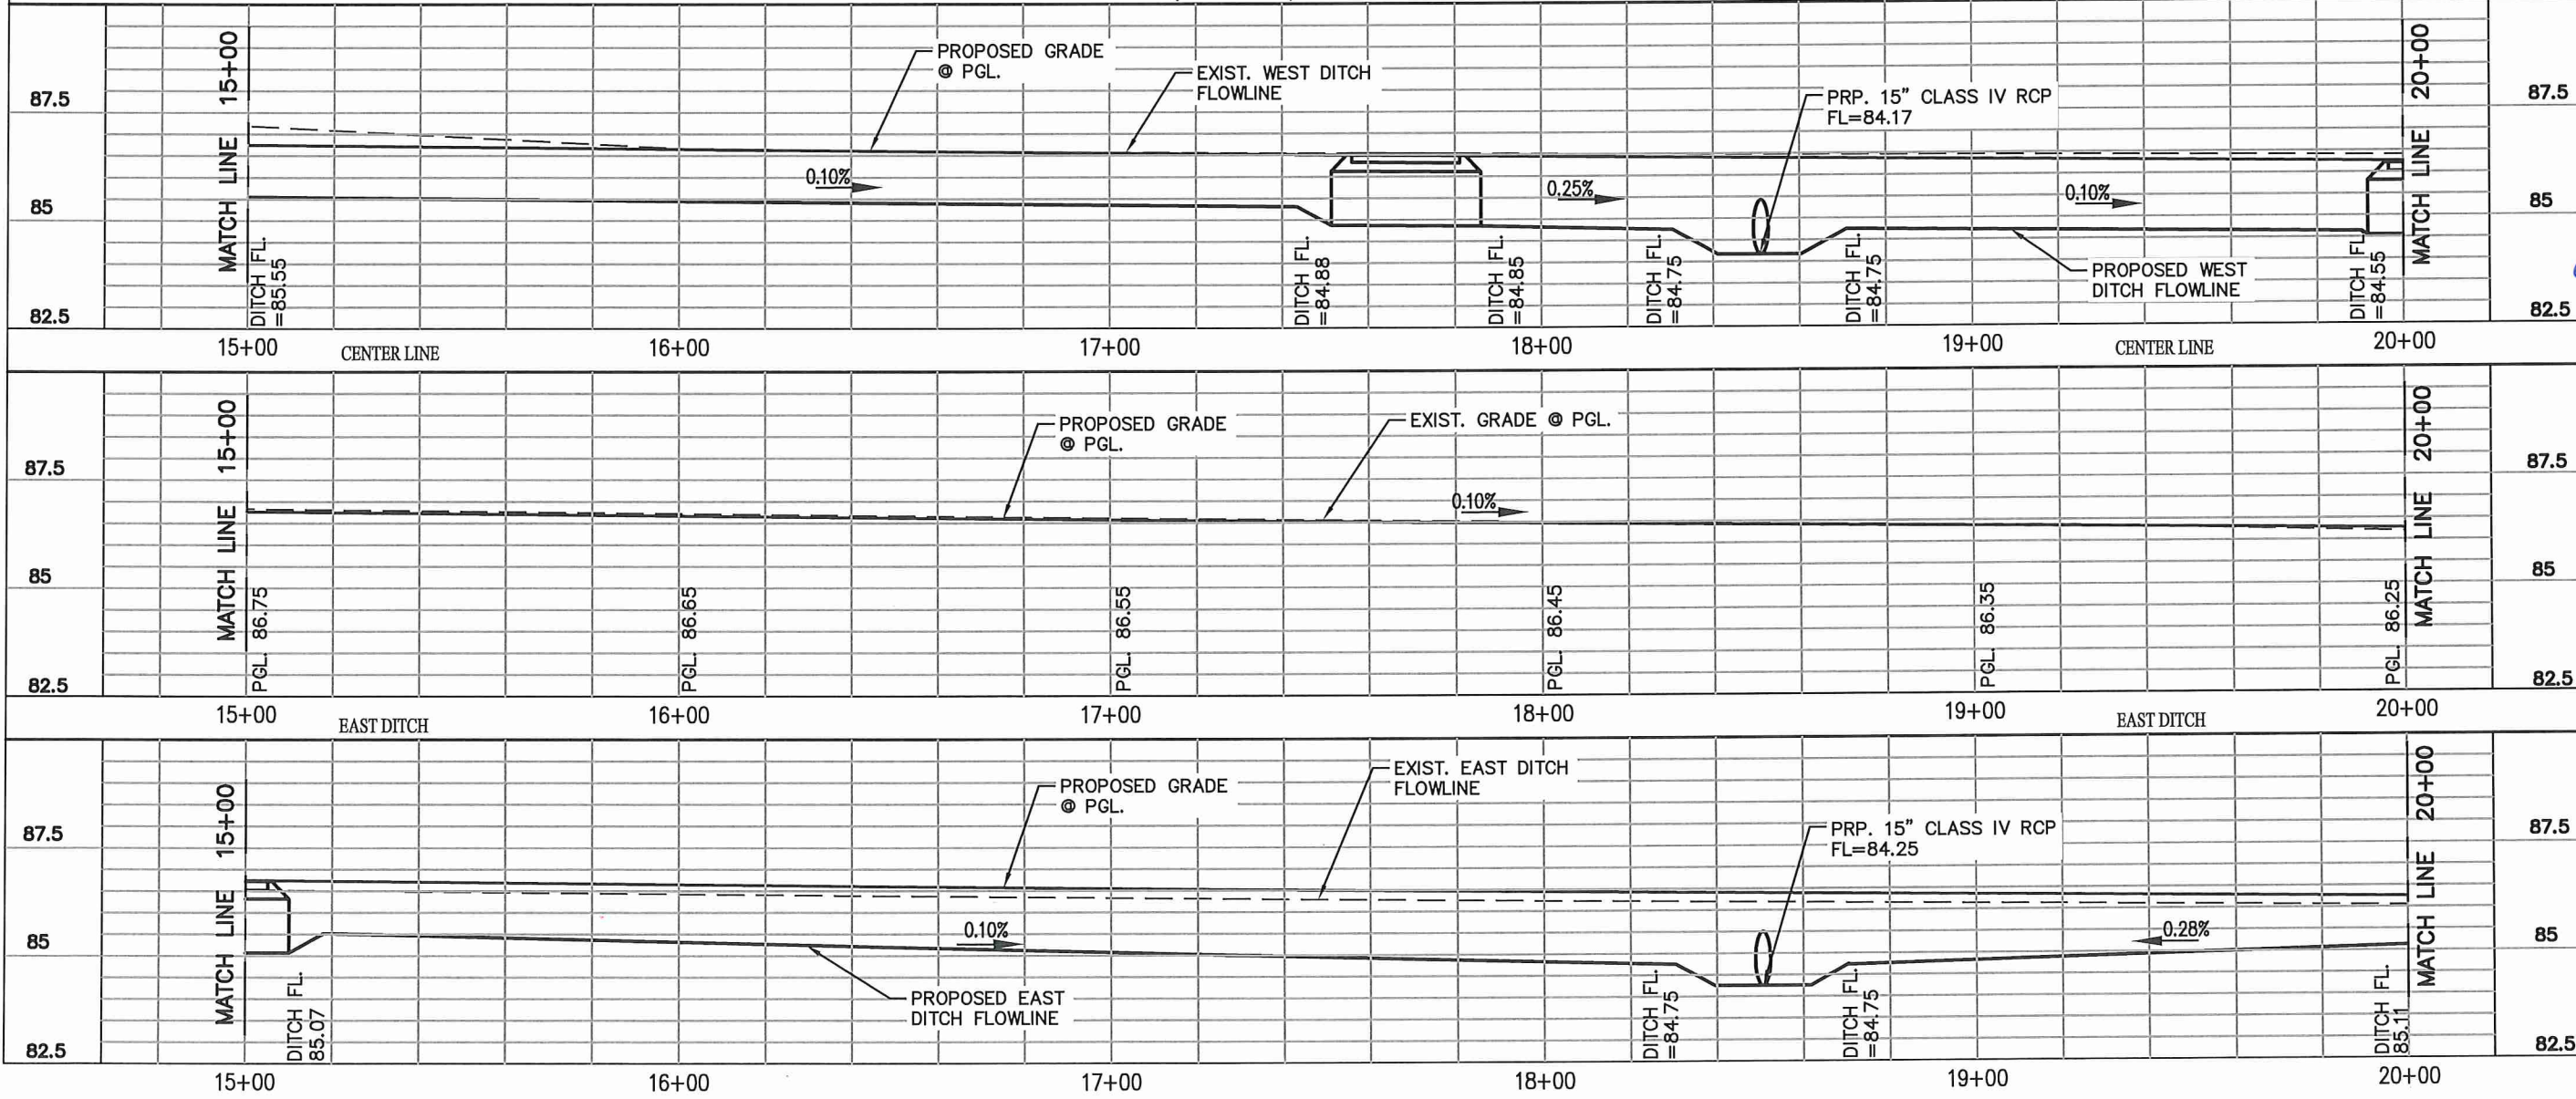 PROPOSED GRADE
@ PGL.
EXIST. WEST DITCH
FLOWLINE
PRP. 15" CLASS IV RCP
FL=84.17
MATCH LINE 15+00
MATCH LINE 20+00
87.5
87.5
85
85
82.5
82.5
0.10%
0.25%
0.10%
DITCH FL.
=85.55
DITCH FL.
=84.88
DITCH FL.
=84.85
DITCH FL.
=84.75
DITCH FL.
=84.75
DITCH FL.
=84.55
PROPOSED WEST
DITCH FLOWLINE
15+00
16+00
17+00
18+00
19+00
20+00
CENTER LINE
CENTER LINE
PROPOSED GRADE
@ PGL.
EXIST. GRADE @ PGL.
MATCH LINE 15+00
MATCH LINE 20+00
87.5
87.5
0.10%
85
85
82.5
82.5
PGL. 86.75
PGL. 86.65
PGL. 86.55
PGL. 86.45
PGL. 86.35
PGL. 86.25
15+00
16+00
17+00
18+00
19+00
20+00
EAST DITCH
EAST DITCH
PROPOSED GRADE
@ PGL.
EXIST. EAST DITCH
FLOWLINE
PRP. 15" CLASS IV RCP
FL=84.25
MATCH LINE 15+00
MATCH LINE 20+00
87.5
87.5
0.10%
0.28%
85
85
PROPOSED EAST
DITCH FLOWLINE
DITCH FL.
85.07
DITCH FL.
=84.75
DITCH FL.
=84.75
DITCH FL.
85.11
82.5
82.5
15+00
16+00
17+00
18+00
19+00
20+00